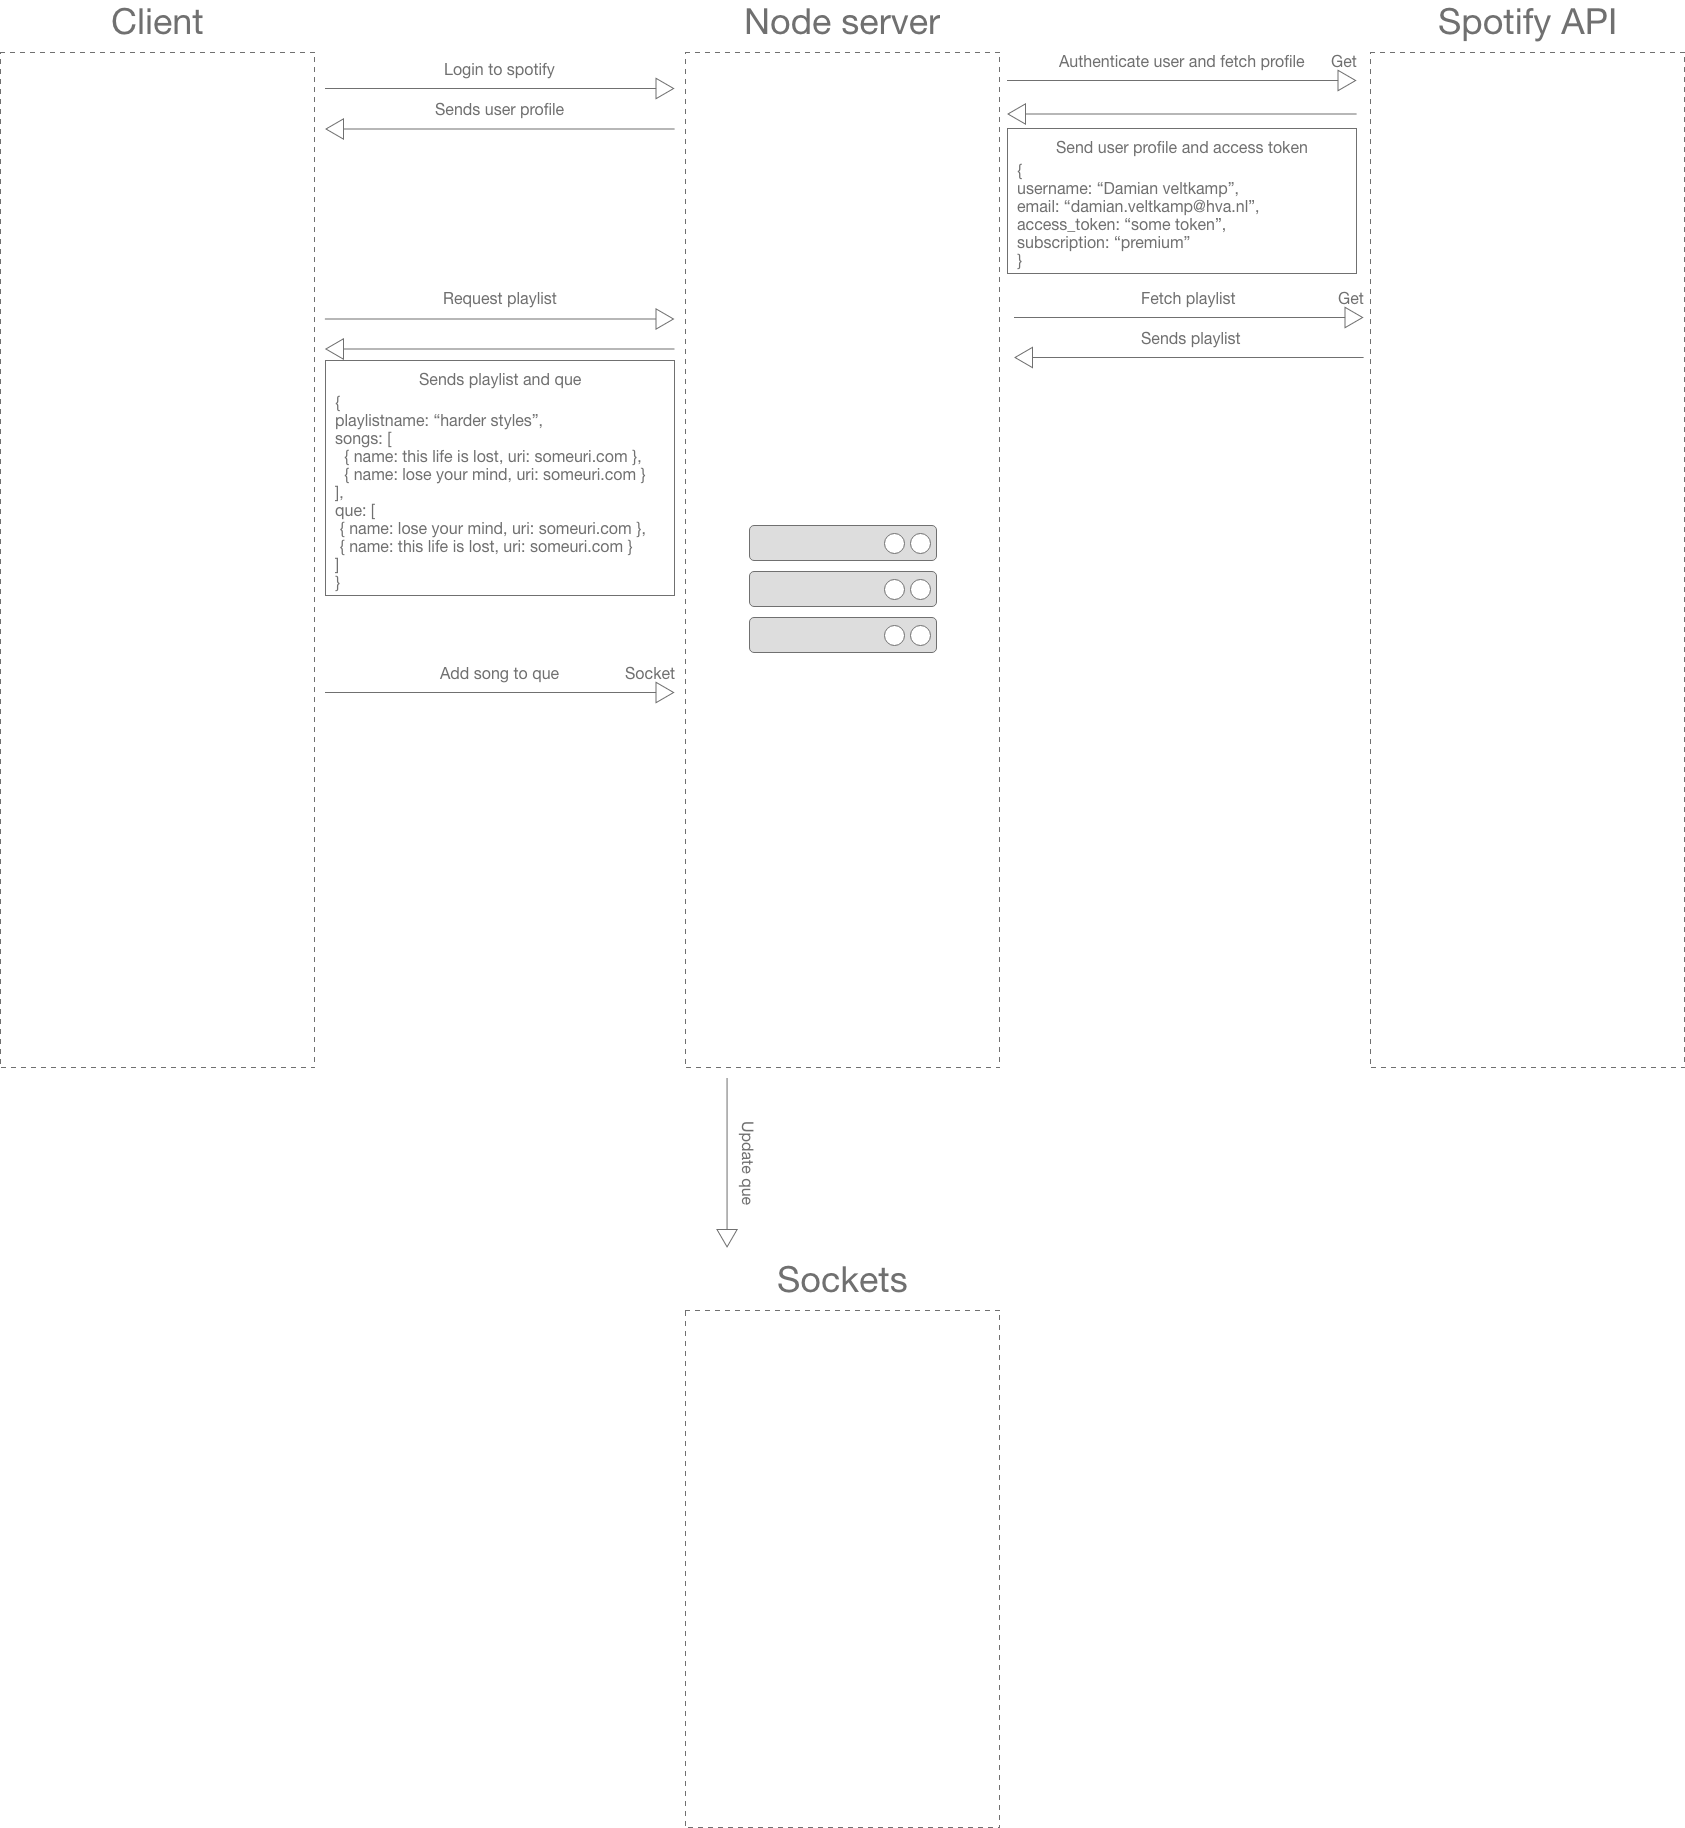 Client
Node server
Spotify API
Login to spotify
Sends user profile
Authenticate user and fetch profile
Get
Send user profile and access token
{
username: “Damian veltkamp”,
email: “damian.veltkamp@hva.nl”,
access_token: “some token”,
subscription: “premium”
}
Request playlist
Fetch playlist
Get
Sends playlist
Sends playlist and que
{
playlistname: “harder styles”,
songs: [
{ name: this life is lost, uri: someuri.com },
{ name: lose your mind, uri: someuri.com }
],
que: [
{ name: lose your mind, uri: someuri.com },
{ name: this life is lost, uri: someuri.com }
]
}
Add song to que
Socket
Update que
Sockets